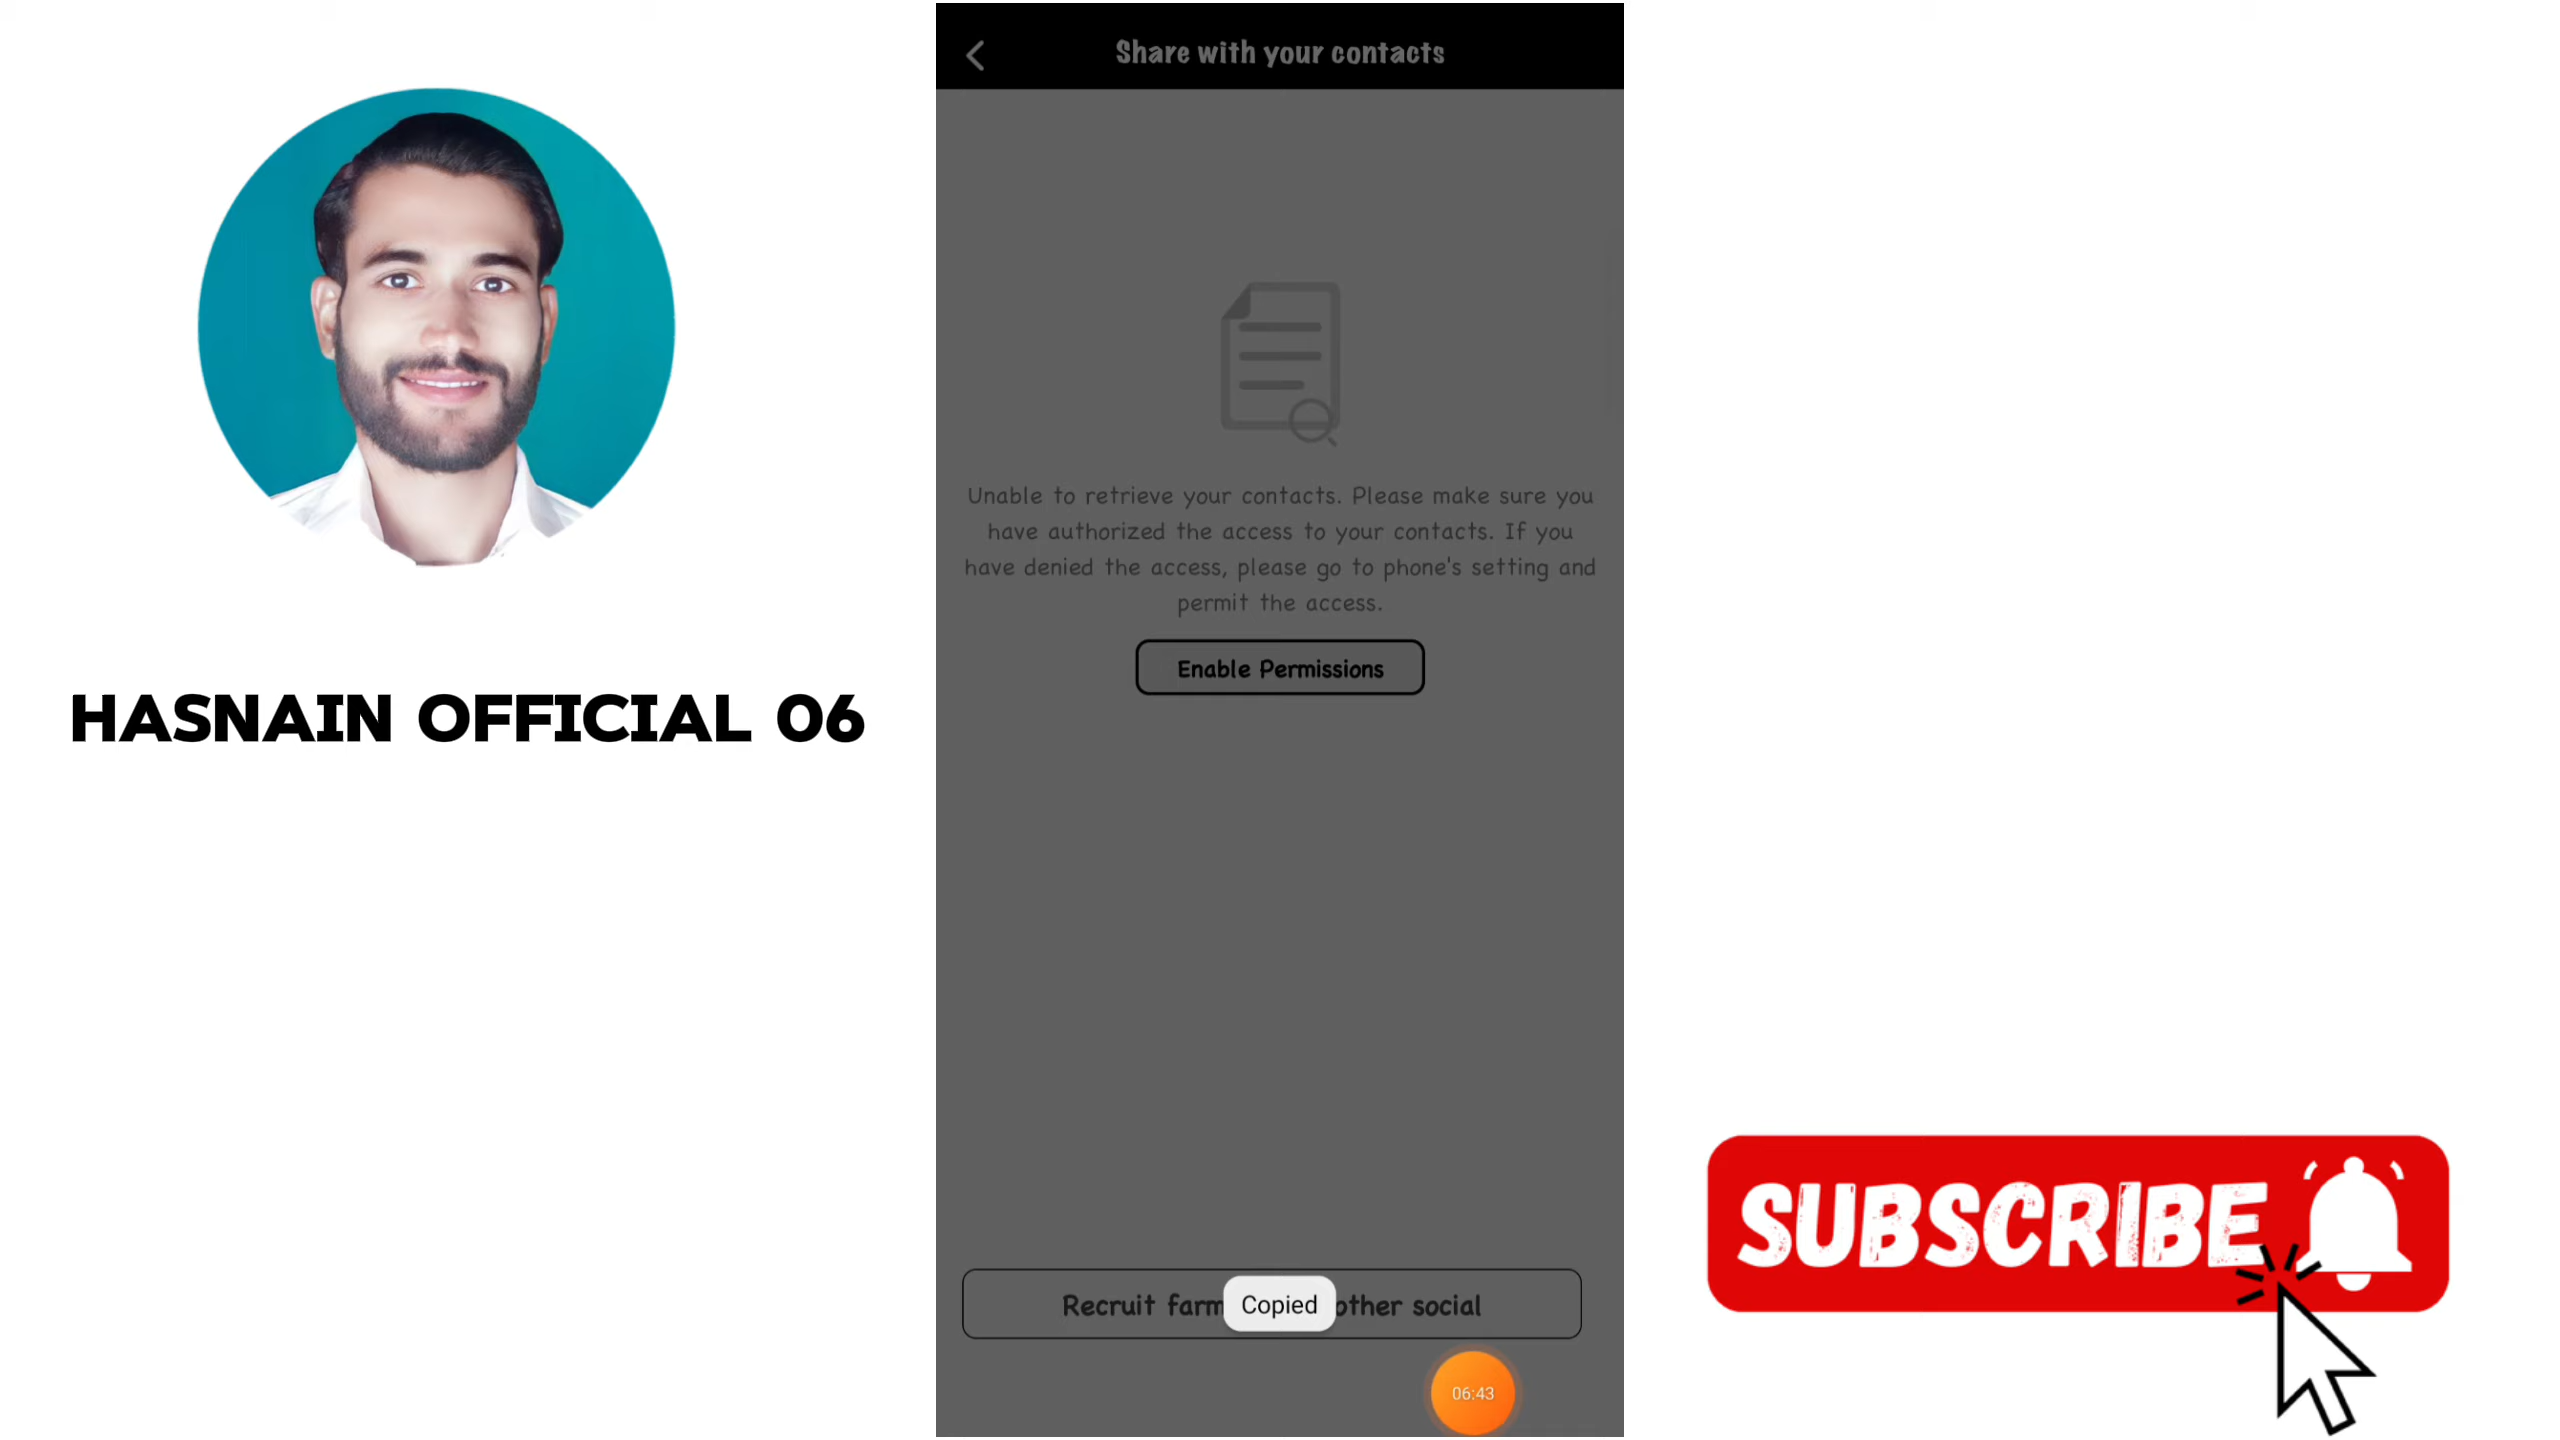 Share with your contacts
Unable to retrieve your contacts. Please make sure you
have authorized the access to your contacts. If you
have denied the access, please go to phone's setting and
permit the access.
Enable Permissions
HASNAIN OFFICIAL 06
SUBSCRIBE
Recruit farm other social
Copied
06:43